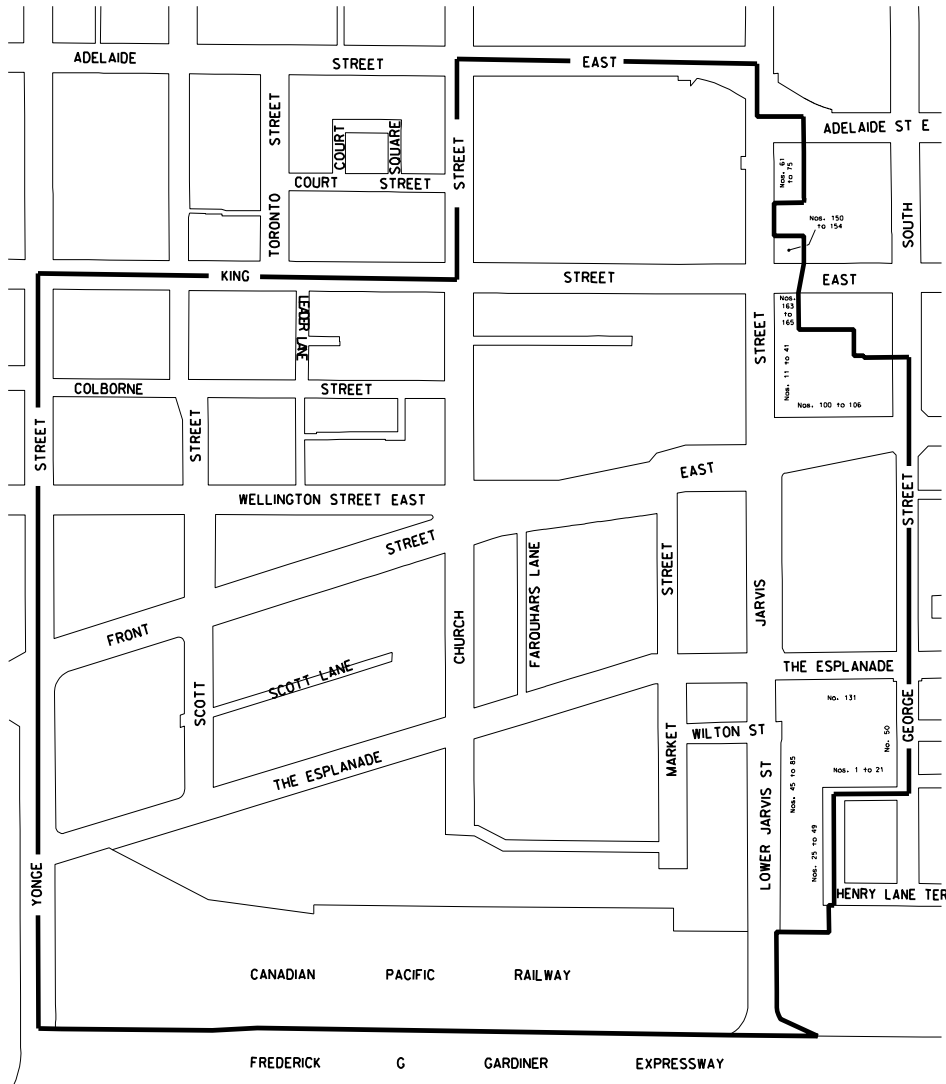 ADELAIDE STREET EAST
ADELAIDE ST E
STREET
COURT
SQUARE
STREET
COURT STREET
Nos. 61
to 75
TORONTO
Nos. 150
to 154
SOUTH
KING STREET EAST
LEADER LANE
Nos.
163
to
165
STREET
Nos. 11 to 41
COLBORNE STREET
Nos. 100 to 106
STREET
STREET
EAST
WELLINGTON STREET EAST
STREET
STREET
FARQUHARS LANE
STREET
JARVIS
FRONT
CHURCH
THE ESPLANADE
SCOTT LANE
SCOTT
No. 131
GEORGE
WILTON ST
No. 50
MARKET
THE ESPLANADE
Nos. 1 to 21
Nos. 45 to 85
LOWER JARVIS ST
Nos. 25 to 49
YONGE
HENRY LANE TER
CANADIAN PACIFIC RAILWAY
FREDERICK G GARDINER EXPRESSWAY